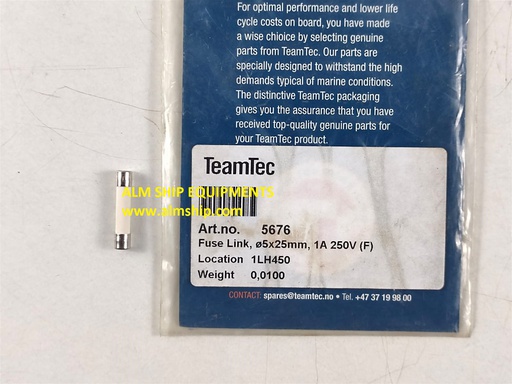 For optimal performance and lower life
cycle costs on board, you have made
a wise choice by selecting genuine
parts from TeamTec. Our parts are
specially designed to withstand the high
demands typical of marine conditions.
The distinctive TeamTec packaging
gives you the assurance that you have
received top-quality genuine parts for
your TeamTec product.
TeamTec
ALM SHIP EQUIPMENTS
www.almship.com
Art.no. 5676
Fuse Link, ø5x25mm, 1A 250V (F)
Location 1LH450
Weight 0,0100
CONTACT: spares@teamtec.no • Tel. +47 37 19 98 00